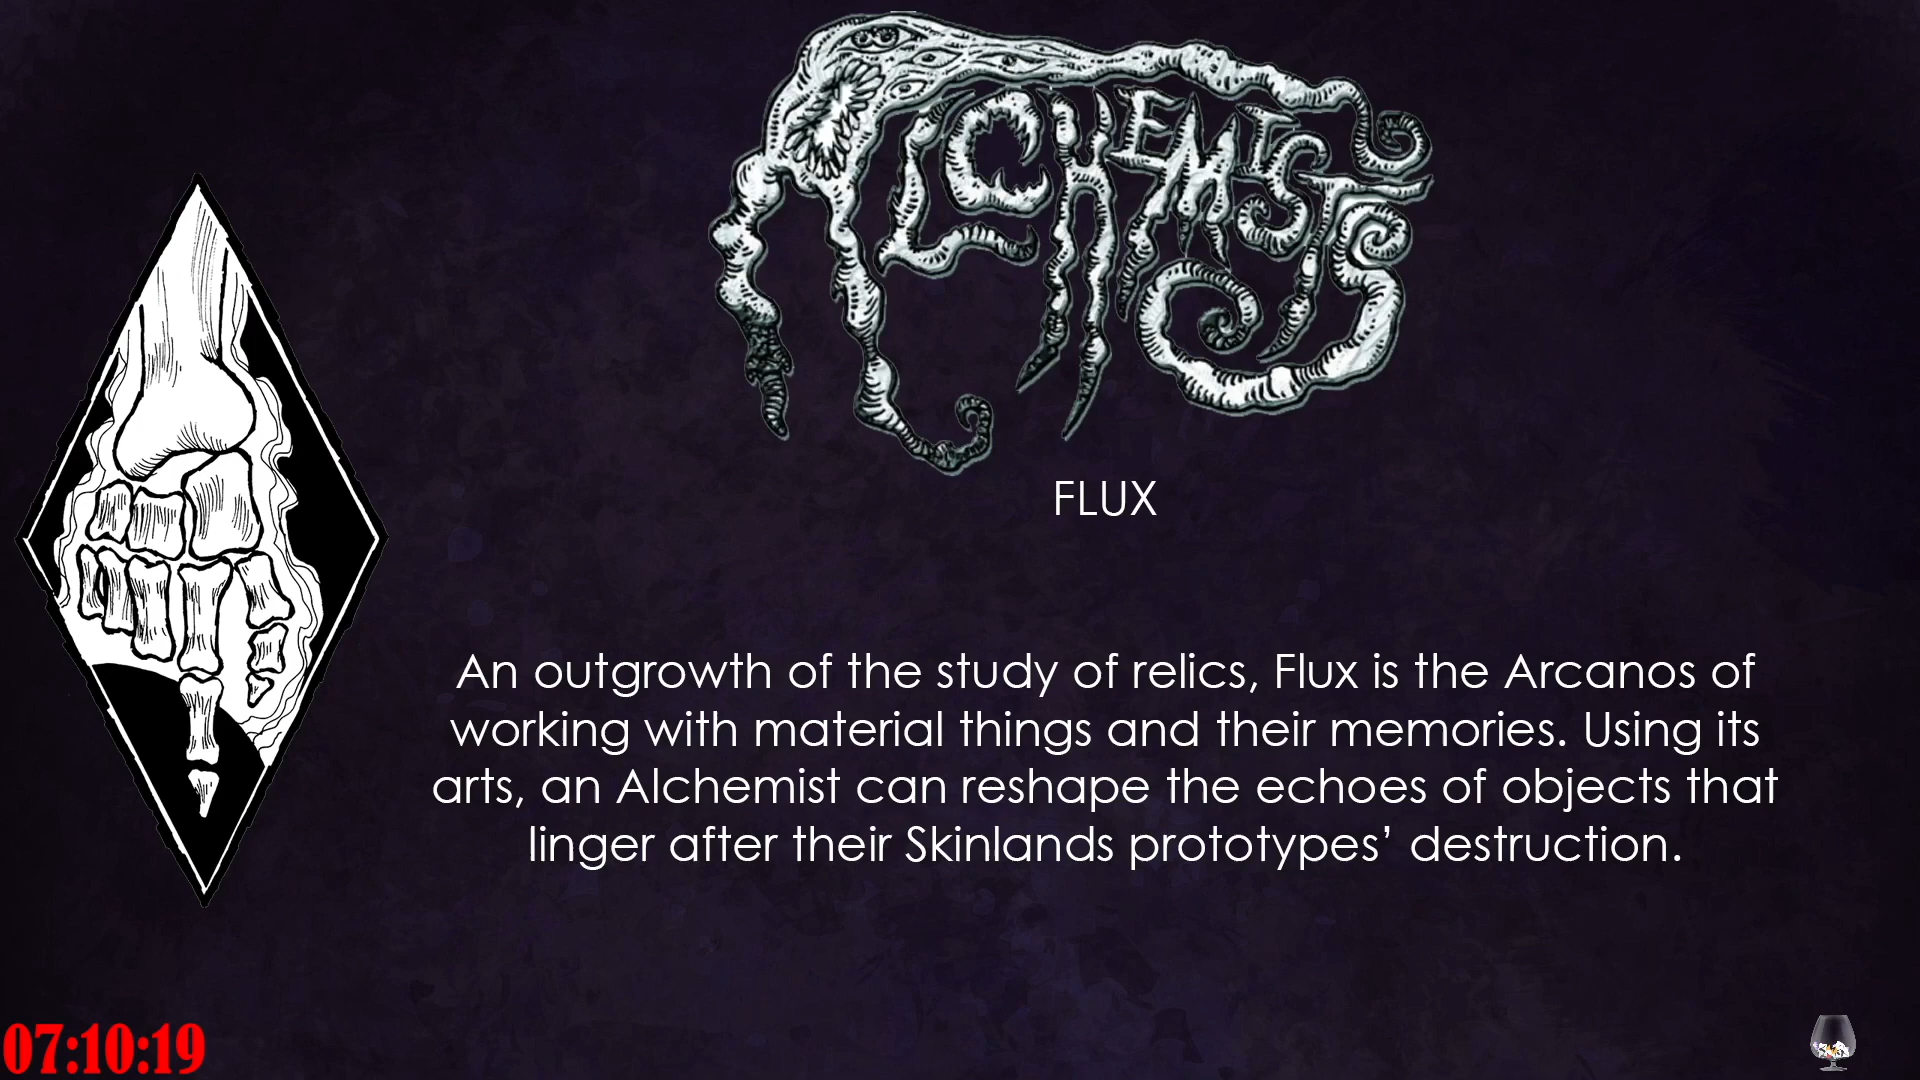 ALCHEMISTS
FLUX
An outgrowth of the study of relics, Flux is the Arcanos of
working with material things and their memories. Using its
arts, an Alchemist can reshape the echoes of objects that
linger after their Skinlands prototypes’ destruction.
07:10:19